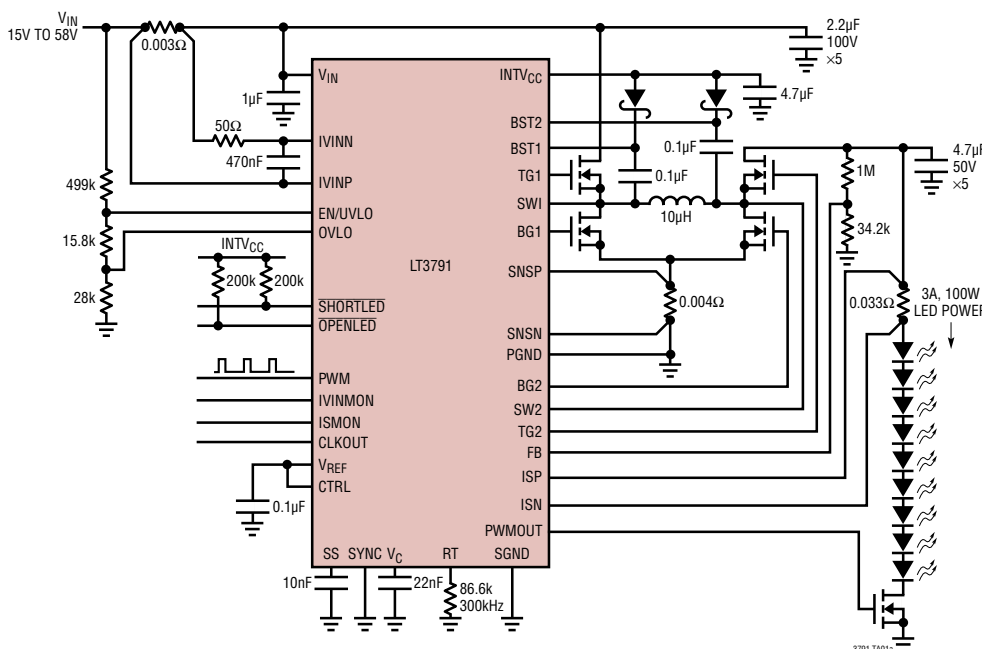 VIN
15V TO 58V
0.003Ω
2.2µF
100V
×5
VIN
INTVCC
1µF
4.7µF
50Ω
IVINN
BST2
470nF
BST1
0.1µF
0.1µF
4.7µF
50V
×5
499k
IVINP
TG1
1M
EN/UVLO
SWI
10µH
15.8k
OVLO
BG1
34.2k
INTVCC
LT3791
200k
200k
SNSP
28k
SHORTLED
0.004Ω
0.033Ω
3A, 100W
LED POWER
OPENLED
SNSN
PGND
PWM
BG2
IVINMON
SW2
ISMON
TG2
CLKOUT
FB
VREF
ISP
CTRL
0.1µF
ISN
PWMOUT
SS
SYNC
VC
RT
SGND
10nF
22nF
86.6k
300kHz
3791 TA01a